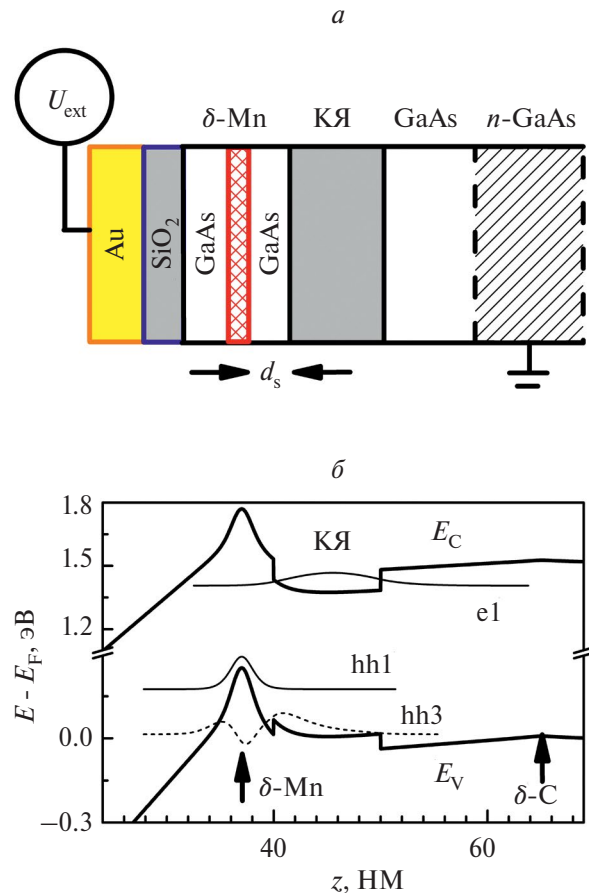 а
U_ext
δ-Mn КЯ GaAs n-GaAs
Au
SiO₂
GaAs
GaAs
d_s
б
1.8
1.5
1.2
0.0
−0.3
E - E_F, эВ
КЯ
E_C
e1
hh1
hh3
E_V
δ-Mn
δ-C
40
60
z, НМ